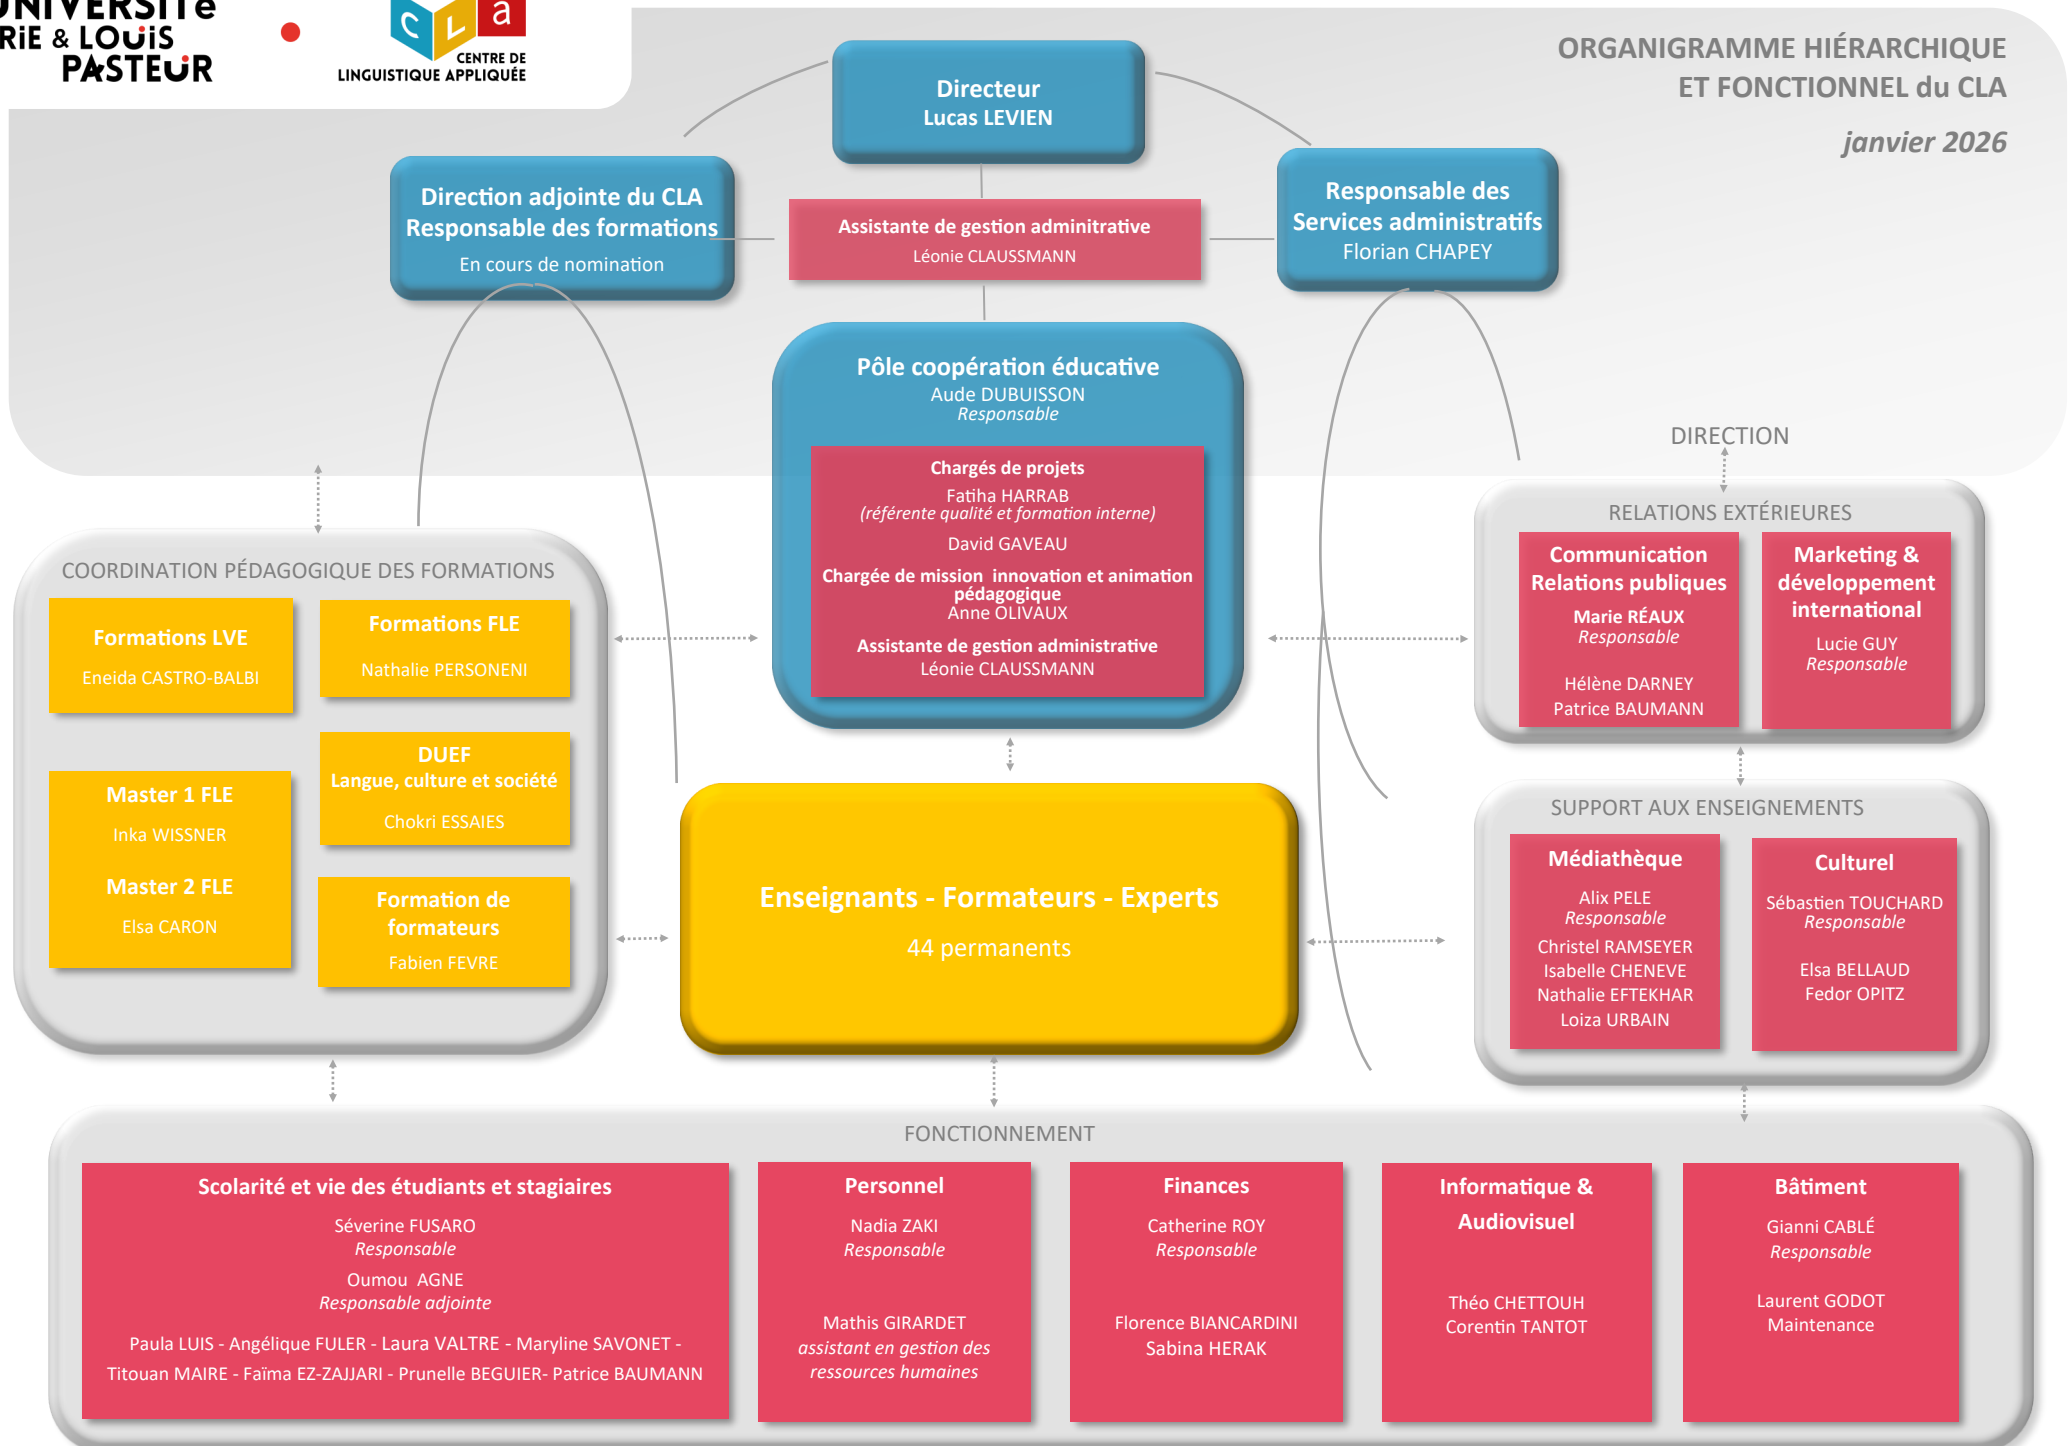 UNIVERSITé
RiE & LOUiS
PASTEUR
CLa
CENTRE DE
LINGUISTIQUE APPLIQUÉE
ORGANIGRAMME HIÉRARCHIQUE
ET FONCTIONNEL du CLA
janvier 2026
Directeur
Lucas LEVIEN
Direction adjointe du CLA
Responsable des formations
En cours de nomination
Assistante de gestion adminitrative
Léonie CLAUSSMANN
Responsable des
Services administratifs
Florian CHAPEY
Pôle coopération éducative
Aude DUBUISSON
Responsable
Chargés de projets
Fatiha HARRAB
(référente qualité et formation interne)
David GAVEAU
Chargée de mission innovation et animation
pédagogique
Anne OLIVAUX
Assistante de gestion administrative
Léonie CLAUSSMANN
DIRECTION
RELATIONS EXTÉRIEURES
Communication
Relations publiques
Marie RÉAUX
Responsable
Hélène DARNEY
Patrice BAUMANN
Marketing &
développement
international
Lucie GUY
Responsable
COORDINATION PÉDAGOGIQUE DES FORMATIONS
Formations LVE
Eneida CASTRO-BALBI
Formations FLE
Nathalie PERSONENI
Master 1 FLE
Inka WISSNER
Master 2 FLE
Elsa CARON
DUEF
Langue, culture et société
Chokri ESSAIES
Formation de
formateurs
Fabien FEVRE
Enseignants - Formateurs - Experts
44 permanents
SUPPORT AUX ENSEIGNEMENTS
Médiathèque
Alix PELE
Responsable
Christel RAMSEYER
Isabelle CHENEVE
Nathalie EFTEKHAR
Loiza URBAIN
Culturel
Sébastien TOUCHARD
Responsable
Elsa BELLAUD
Fedor OPITZ
FONCTIONNEMENT
Scolarité et vie des étudiants et stagiaires
Séverine FUSARO
Responsable
Oumou AGNE
Responsable adjointe
Paula LUIS - Angélique FULER - Laura VALTRE - Maryline SAVONET -
Titouan MAIRE - Faïma EZ-ZAJJARI - Prunelle BEGUIER- Patrice BAUMANN
Personnel
Nadia ZAKI
Responsable
Mathis GIRARDET
assistant en gestion des
ressources humaines
Finances
Catherine ROY
Responsable
Florence BIANCARDINI
Sabina HERAK
Informatique &
Audiovisuel
Théo CHETTOUH
Corentin TANTOT
Bâtiment
Gianni CABLÉ
Responsable
Laurent GODOT
Maintenance